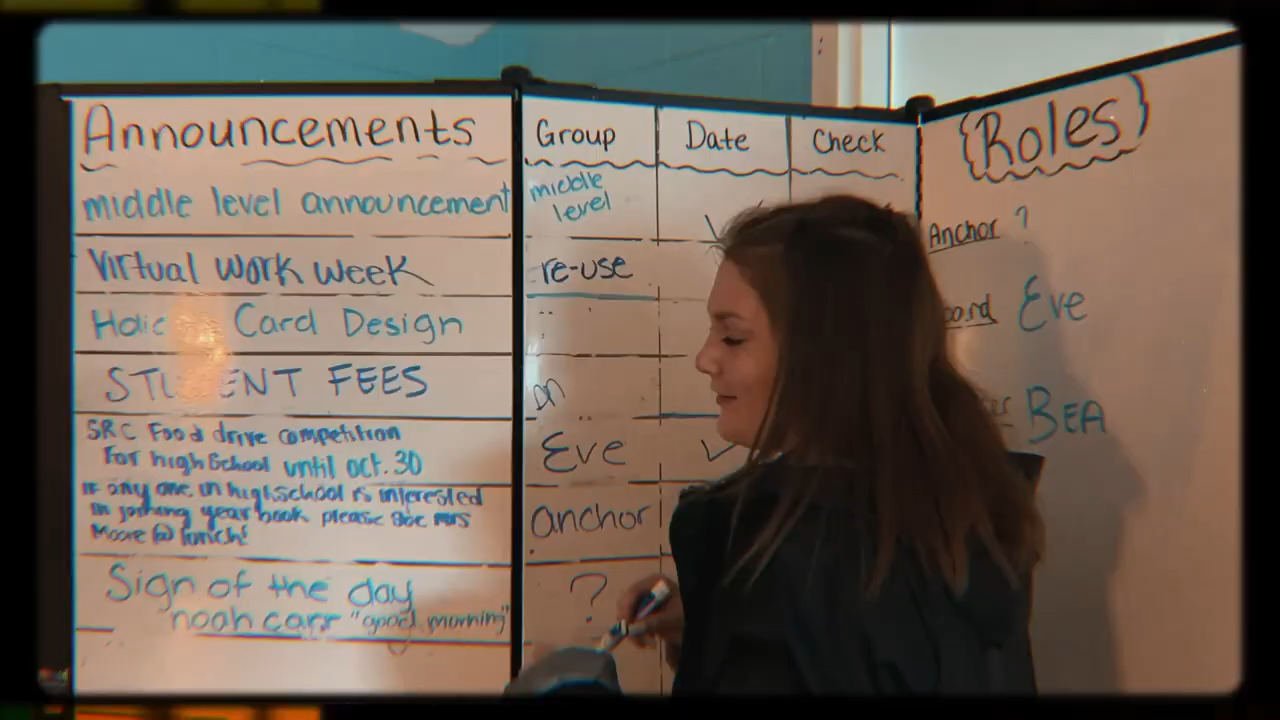 Announcements
middle level announcement
Virtual work week
Card Design
STUDENT FEES
SRC Food drive competition
For high School until oct. 30
If any one in highschool is interested
in joining year book please see mrs
Moore @ lunch!
Sign of the day
noah carr "good morning"
Group
middle
level
re-use
on
Eve
anchor
?
Date
Check
{Roles}
Anchor ?
Eve
BEA